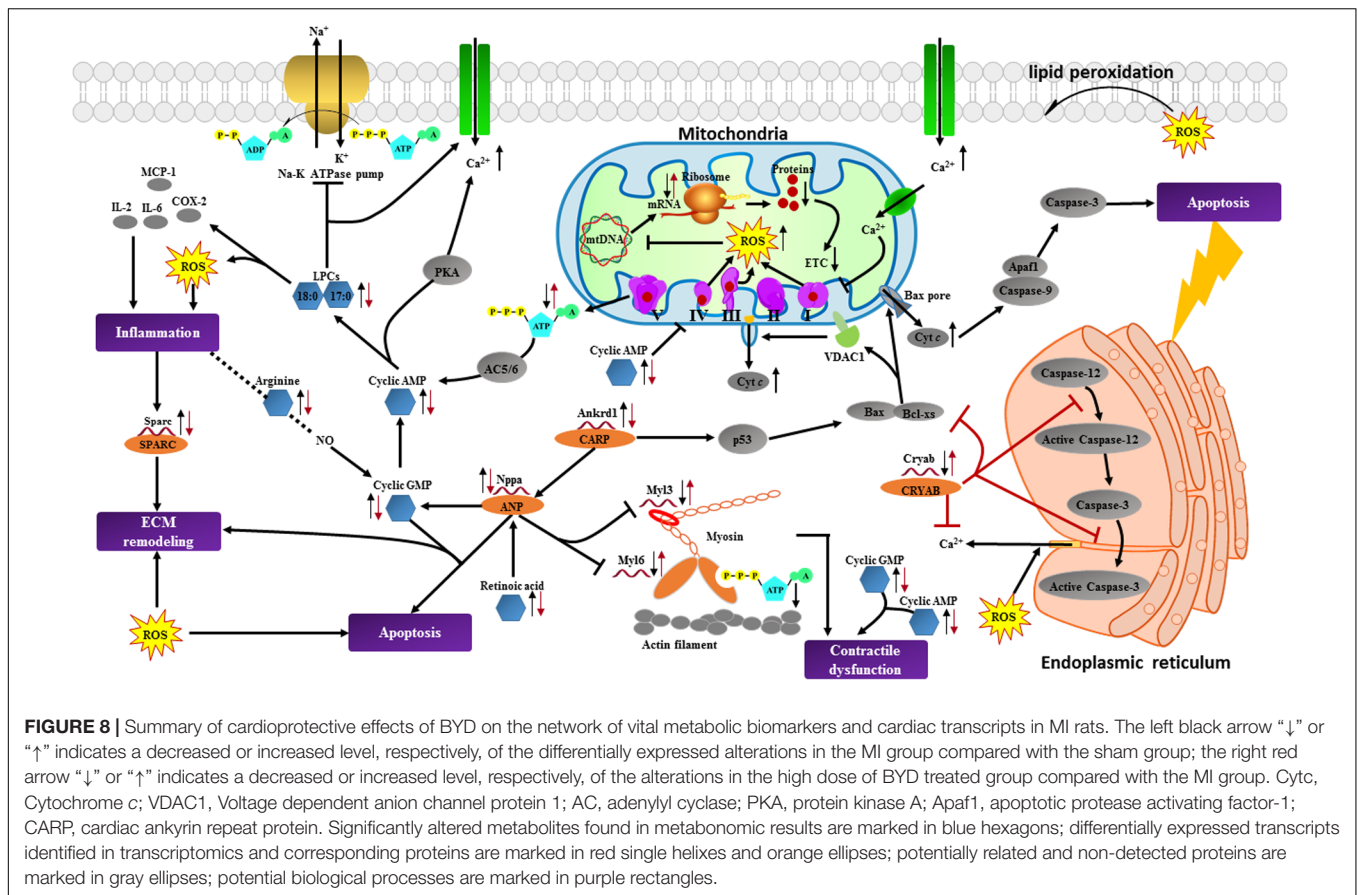 Na⁺
lipid peroxidation
ROS
P-P
A
ADP
P-P-P
A
ATP
K⁺
Na-K ATPase pump
Ca²⁺
Ca²⁺
Mitochondria
MCP-1
IL-2
IL-6
COX-2
ROS
LPCs
18:0
17:0
PKA
mRNA
Ribosome
Proteins
mtDNA
ROS
ETC
Ca²⁺
V
IV
III
II
I
Bax pore
Cyt c
Caspase-3
Apoptosis
Apaf1
Caspase-9
Inflammation
P-P-P
A
ATP
AC5/6
Cyclic AMP
Cyclic AMP
Cyt c
VDAC1
Arginine
NO
Sparc
SPARC
Ankrd1
CARP
p53
Bax
Bcl-xs
Caspase-12
Active Caspase-12
Caspase-3
Active Caspase-3
Cryab
CRYAB
Ca²⁺
ROS
Endoplasmic reticulum
Cyclic GMP
Nppa
ANP
Retinoic acid
ECM
remodeling
ROS
Apoptosis
Myl3
Myosin
Myl6
P-P-P
A
ATP
Actin filament
Cyclic GMP
Cyclic AMP
Contractile
dysfunction
FIGURE 8 | Summary of cardioprotective effects of BYD on the network of vital metabolic biomarkers and cardiac transcripts in MI rats. The left black arrow “↓” or
“↑” indicates a decreased or increased level, respectively, of the differentially expressed alterations in the MI group compared with the sham group; the right red
arrow “↓” or “↑” indicates a decreased or increased level, respectively, of the alterations in the high dose of BYD treated group compared with the MI group. Cytc,
Cytochrome c; VDAC1, Voltage dependent anion channel protein 1; AC, adenylyl cyclase; PKA, protein kinase A; Apaf1, apoptotic protease activating factor-1;
CARP, cardiac ankyrin repeat protein. Significantly altered metabolites found in metabonomic results are marked in blue hexagons; differentially expressed transcripts
identified in transcriptomics and corresponding proteins are marked in red single helixes and orange ellipses; potentially related and non-detected proteins are
marked in gray ellipses; potential biological processes are marked in purple rectangles.